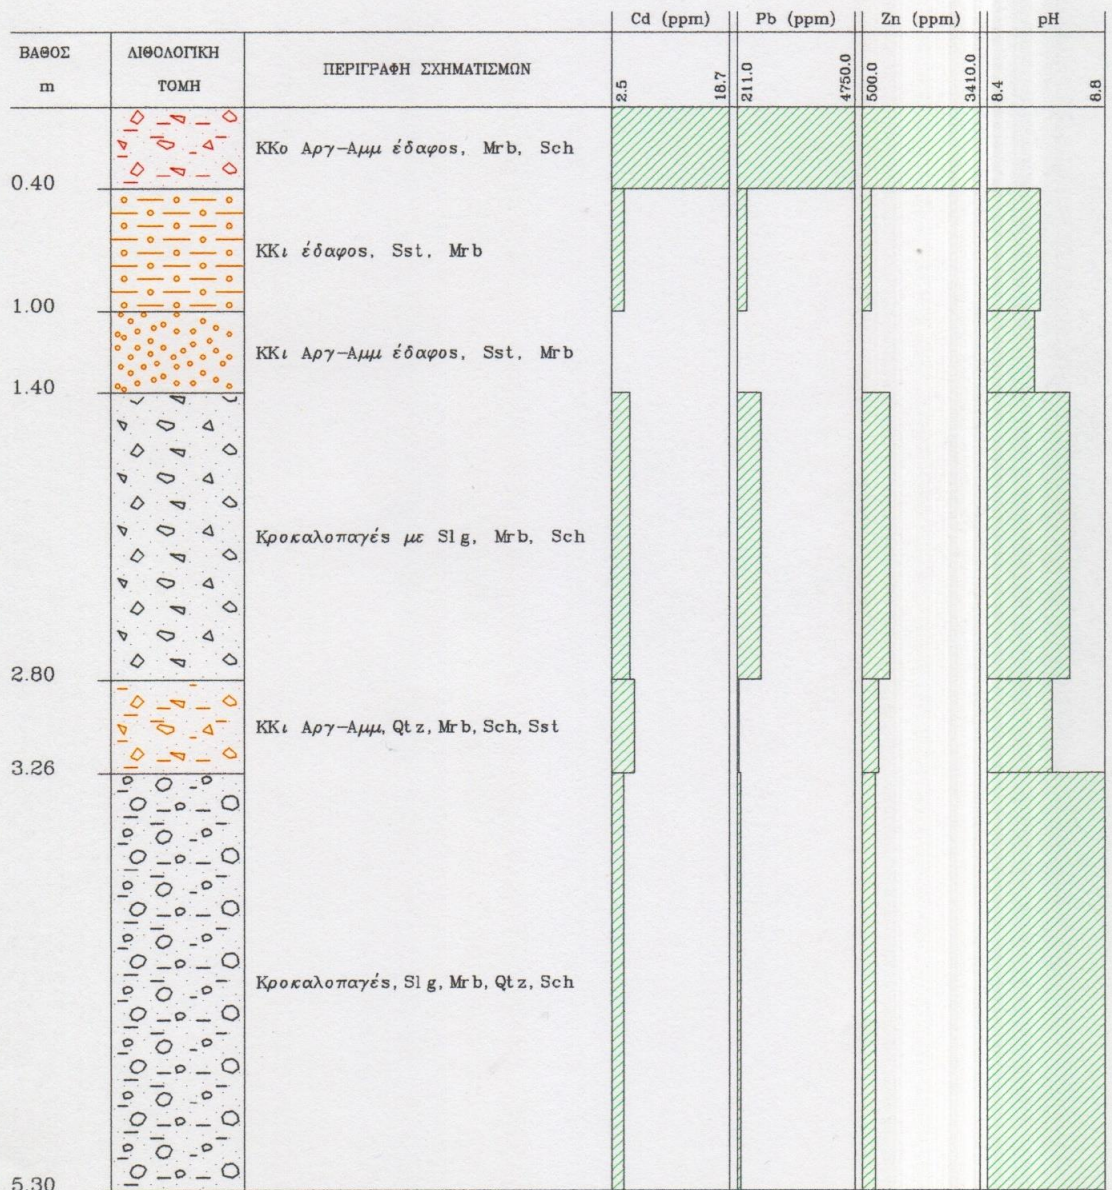 Cd (ppm) Pb (ppm) Zn (ppm) pH
ΒΑΘΟΣ ΛΙΘΟΛΟΓΙΚΗ ΠΕΡΙΓΡΑΦΗ ΣΧΗΜΑΤΙΣΜΩΝ
m ΤΟΜΗ
2.5 18.7 211.0 4750.0 500.0 3410.0 8.4 8.8
ΚΚο Αργ-Αμμ έδαφος, Mrb, Sch
0.40
ΚΚι έδαφος, Sst, Mrb
1.00
ΚΚι Αργ-Αμμ έδαφος, Sst, Mrb
1.40
Κροκαλοπαγές με Slg, Mrb, Sch
2.80
ΚΚι Αργ-Αμμ, Qtz, Mrb, Sch, Sst
3.26
Κροκαλοπαγές, Slg, Mrb, Qtz, Sch
5.30